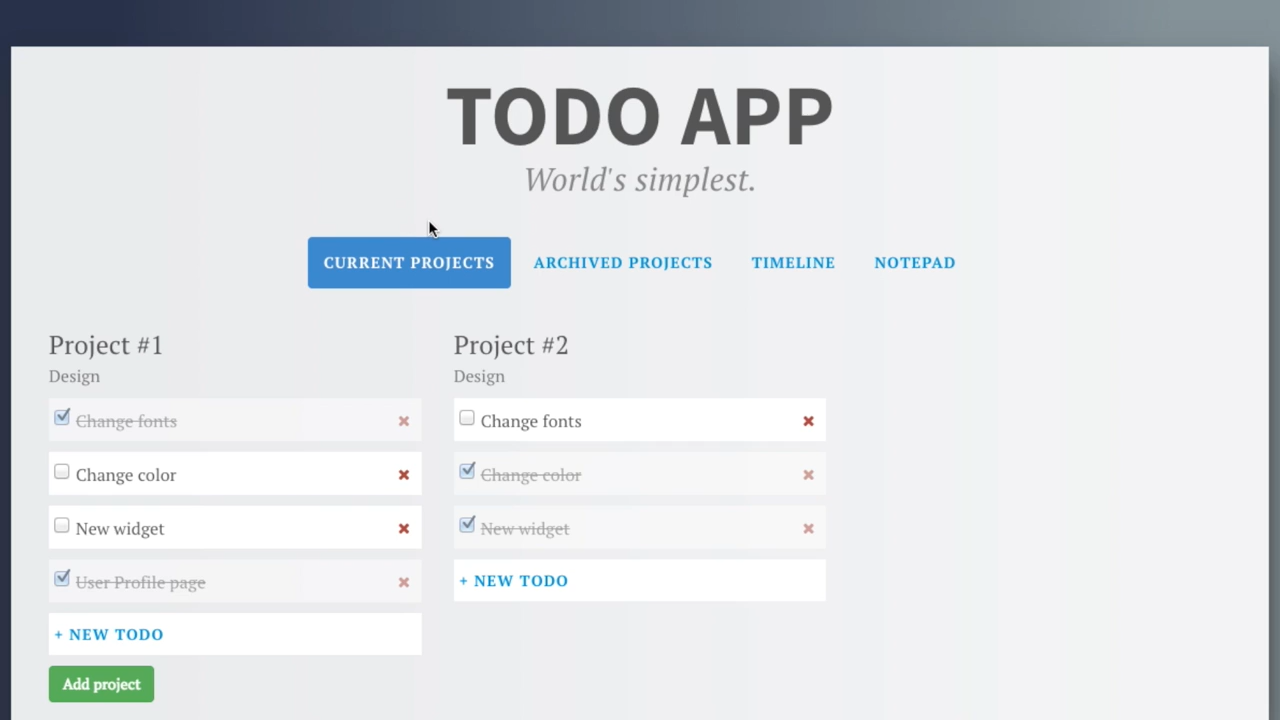 TODO APP
World's simplest.
CURRENT PROJECTS ARCHIVED PROJECTS TIMELINE NOTEPAD
Project #1
Design
Change fonts
Change color
New widget
User Profile page
+ NEW TODO
Add project
Project #2
Design
Change fonts
Change color
New widget
+ NEW TODO